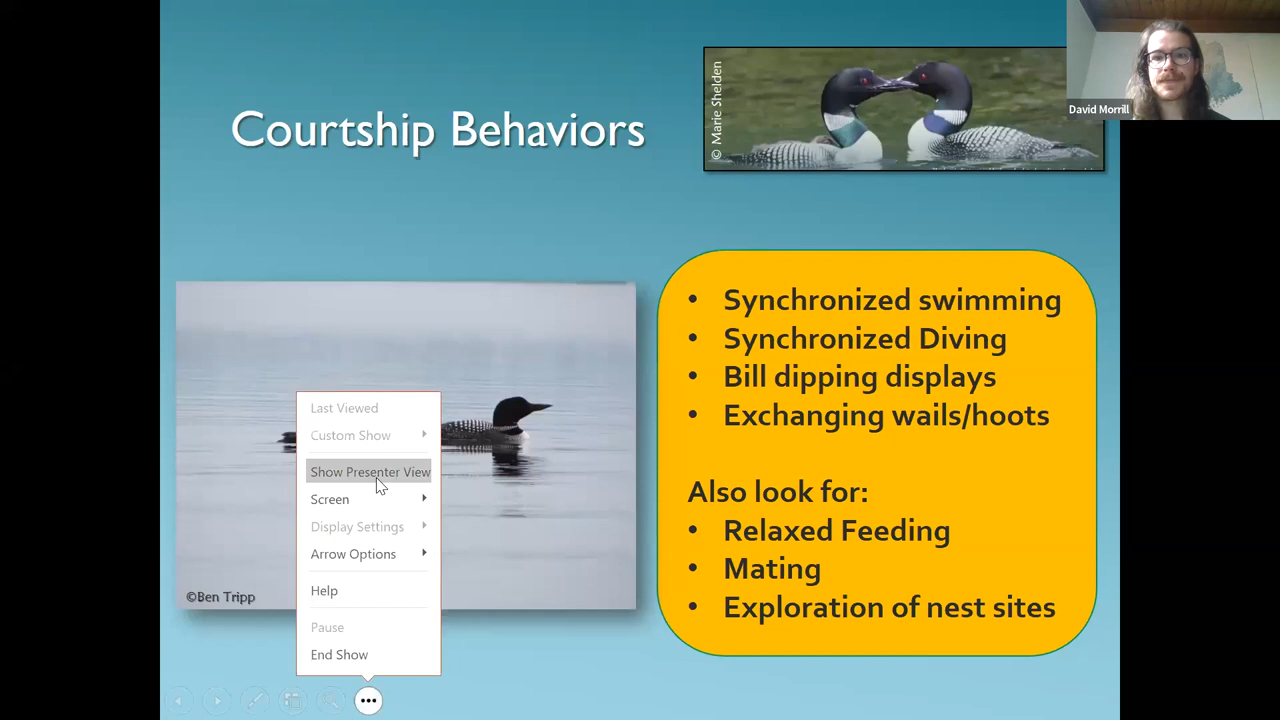 Courtship Behaviors
© Marie Shelden
David Morrill
Synchronized swimming
Synchronized Diving
Bill dipping displays
Exchanging wails/hoots
Also look for:
Relaxed Feeding
Mating
Exploration of nest sites
©Ben Tripp
Last Viewed
Custom Show
Show Presenter View
Screen
Display Settings
Arrow Options
Help
Pause
End Show